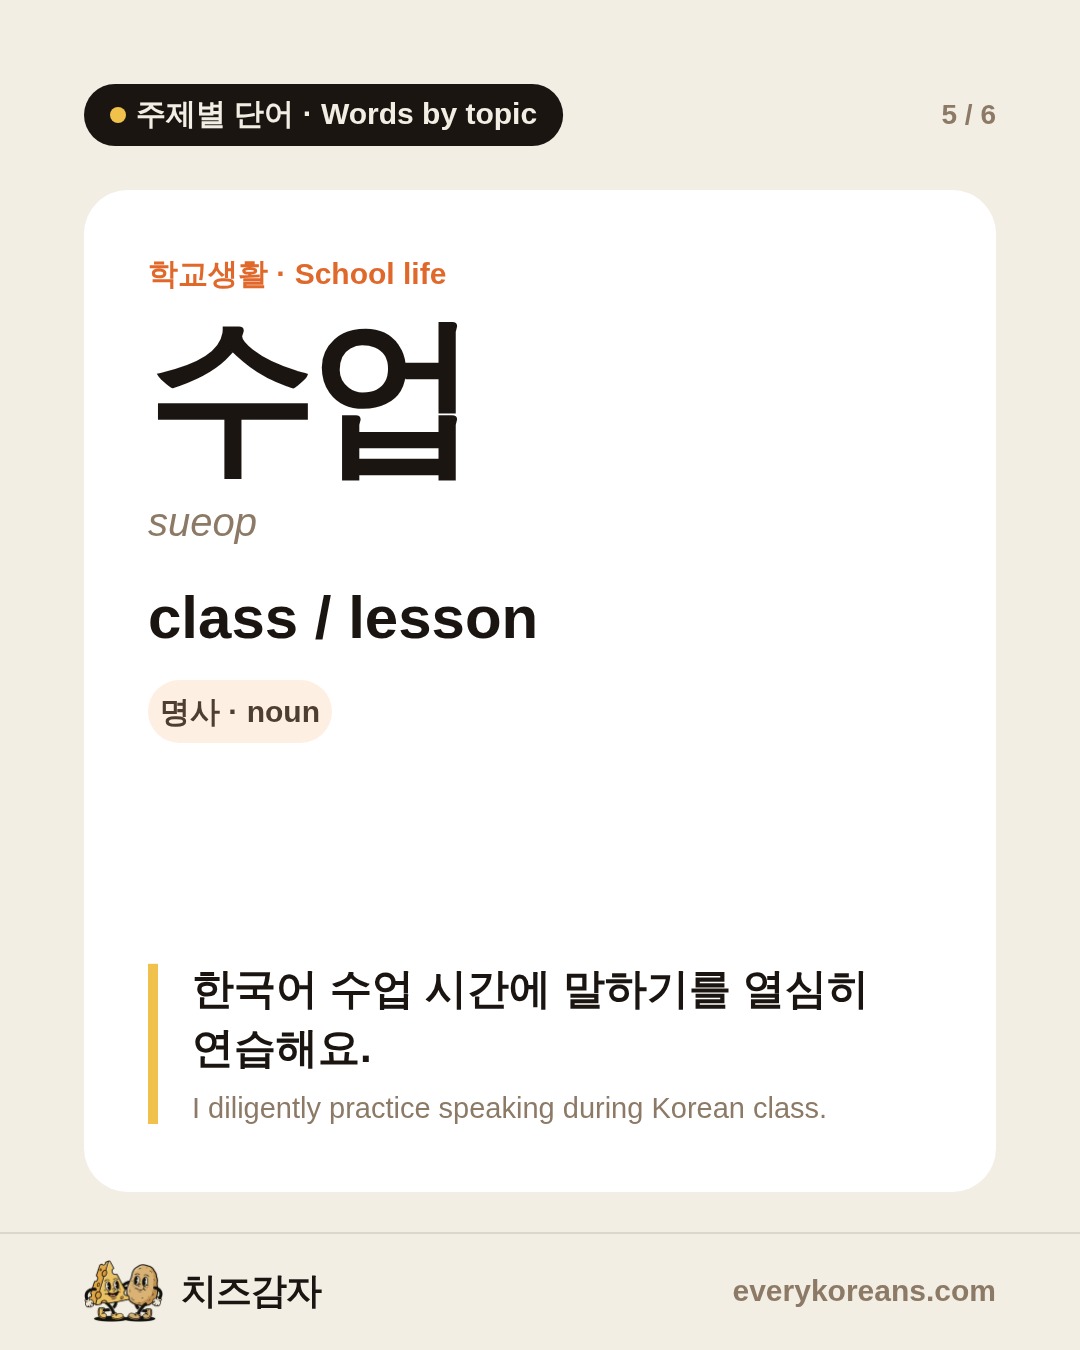 주제별 단어 · Words by topic
5 / 6
학교생활 · School life
수업
sueop
class / lesson
명사 · noun
한국어 수업 시간에 말하기를 열심히
연습해요.
I diligently practice speaking during Korean class.
치즈감자
everykoreans.com